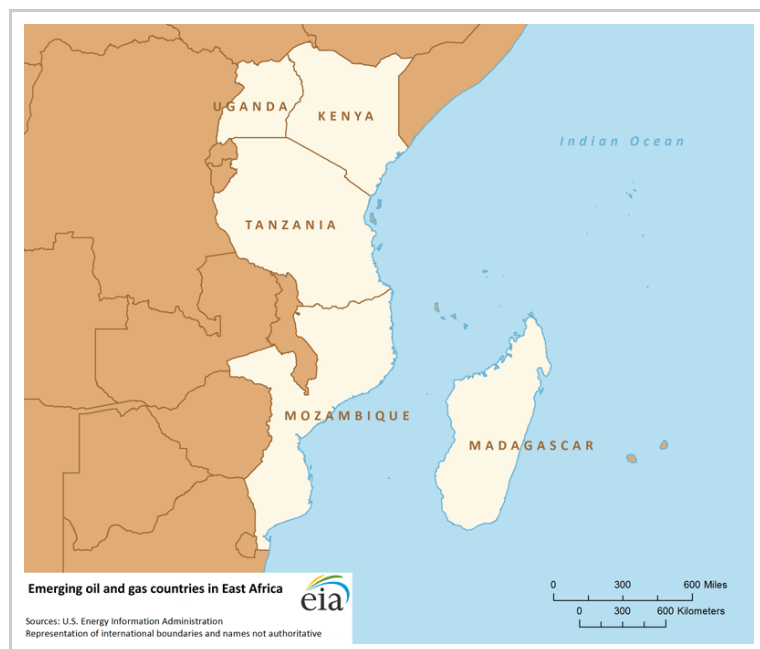 UGANDA
KENYA
Indian Ocean
TANZANIA
MOZAMBIQUE
MADAGASCAR
Emerging oil and gas countries in East Africa
eia
Sources: U.S. Energy Information Administration
Representation of international boundaries and names not authoritative
0 300 600 Miles
0 300 600 Kilometers